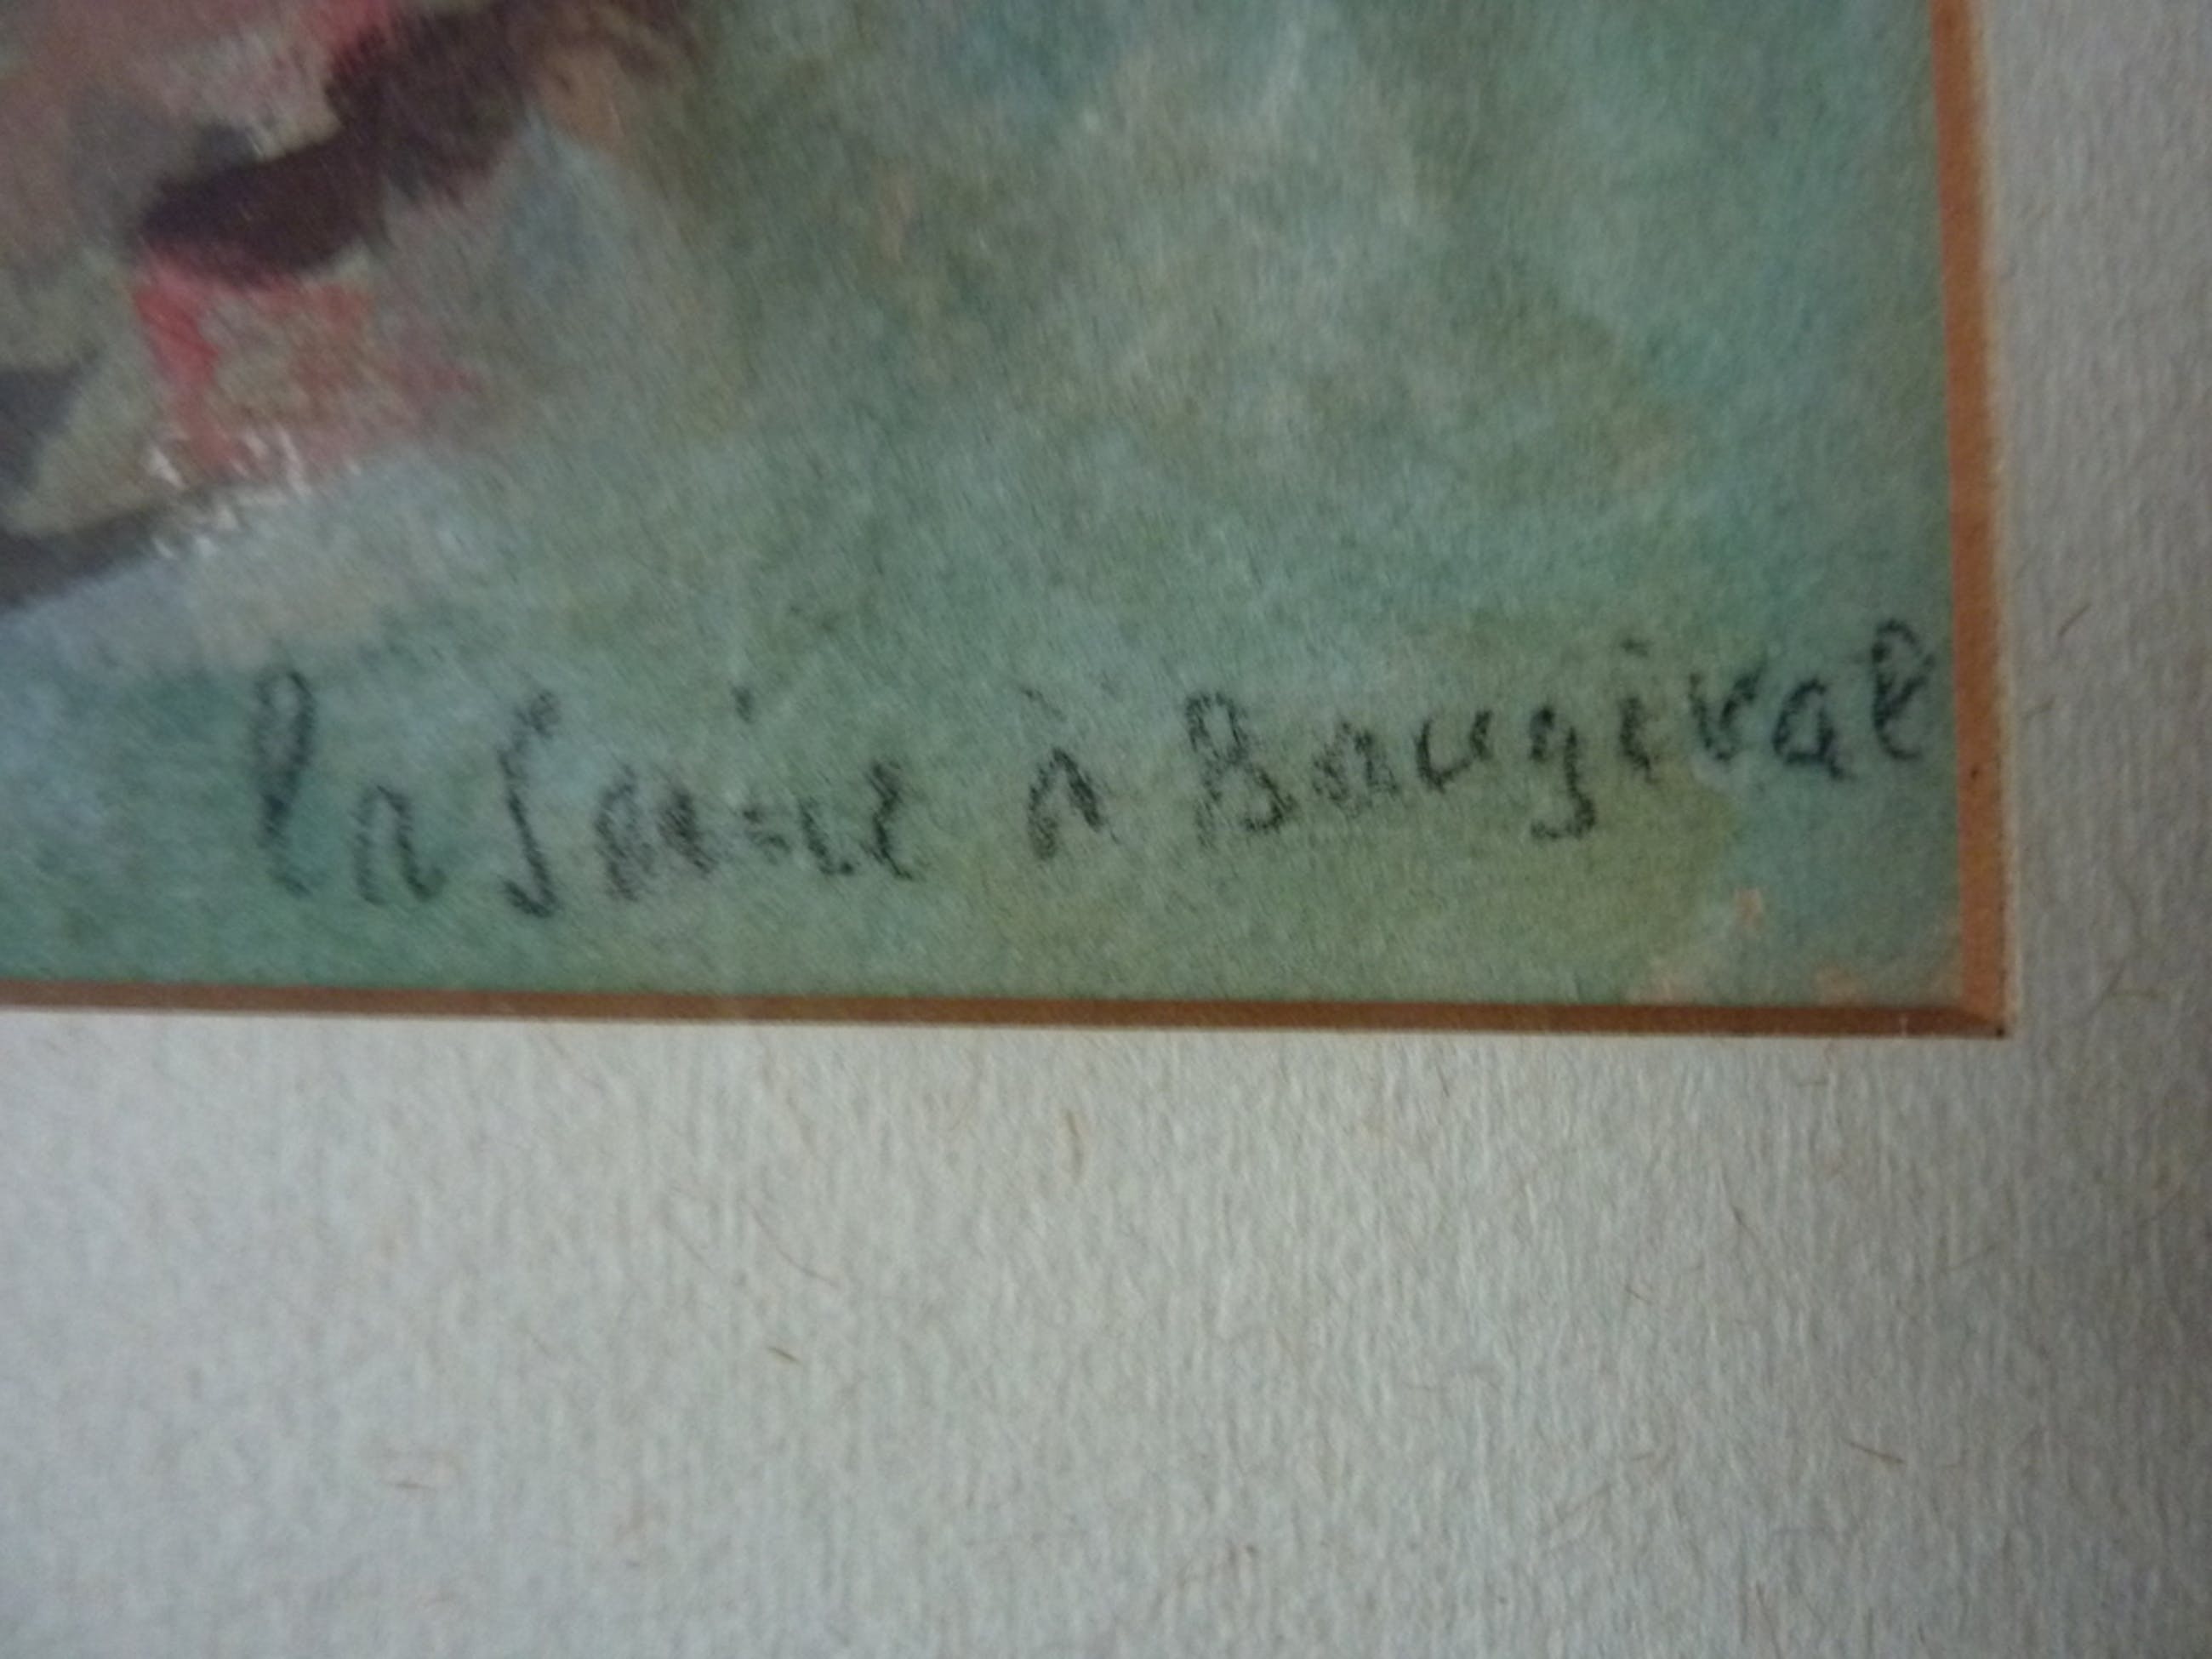 la Seine à Bougival